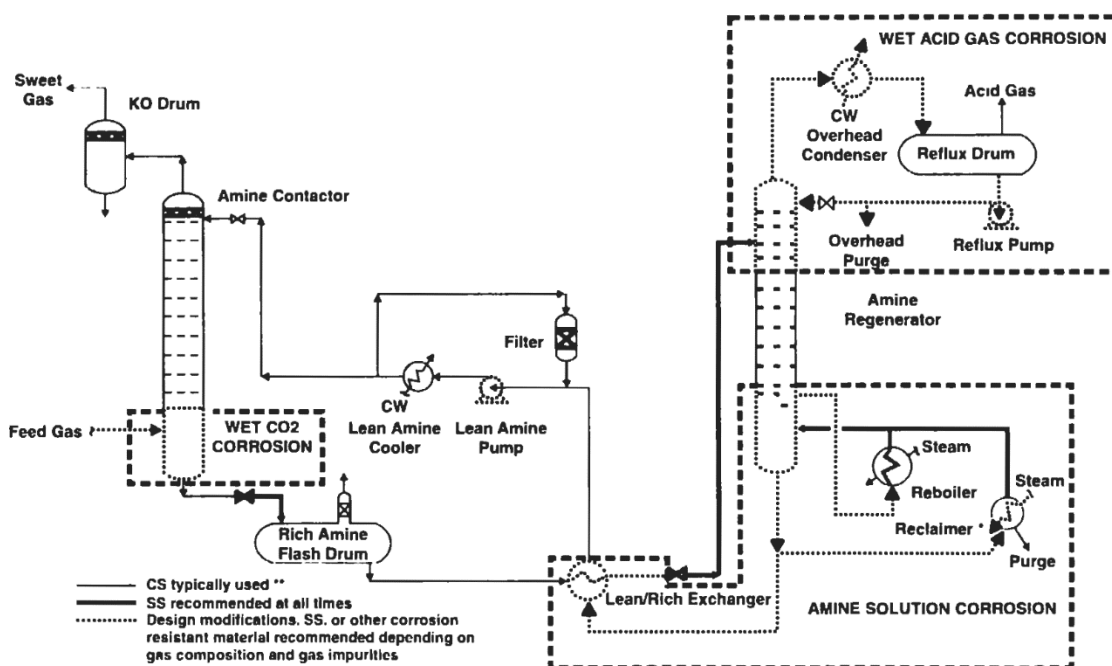 WET ACID GAS CORROSION
Sweet
Gas
KO Drum
Acid Gas
CW
Overhead
Condenser
Reflux Drum
Amine Contactor
Overhead
Purge
Reflux Pump
Amine
Regenerator
Filter
Feed Gas
WET CO2
CORROSION
CW
Lean Amine
Cooler
Lean Amine
Pump
Steam
Reboiler
Steam
Reclaimer *
Purge
Rich Amine
Flash Drum
Lean/Rich Exchanger
AMINE SOLUTION CORROSION
CS typically used **
SS recommended at all times
Design modifications, SS, or other corrosion
resistant material recommended depending on
gas composition and gas impurities